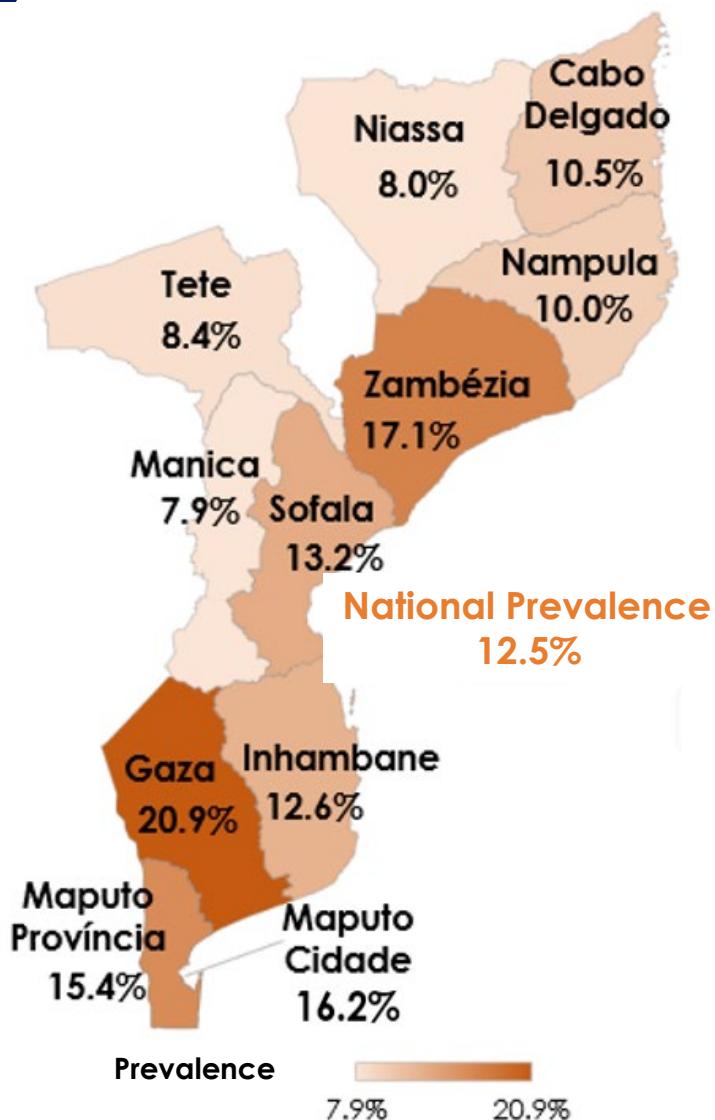 Cabo
Delgado
10.5%
Niassa
8.0%
Nampula
10.0%
Tete
8.4%
Zambézia
17.1%
Manica
7.9%
Sofala
13.2%
National Prevalence
12.5%
Gaza
20.9%
Inhambane
12.6%
Maputo
Província
15.4%
Maputo
Cidade
16.2%
Prevalence
7.9%
20.9%